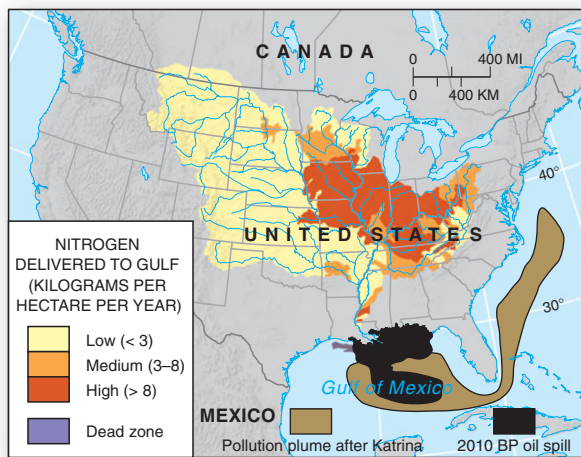 CANADA
0 400 MI
0 400 KM
40°
UNITED STATES
30°
NITROGEN
DELIVERED TO GULF
(KILOGRAMS PER
HECTARE PER YEAR)
Low (< 3)
Medium (3–8)
High (> 8)
Dead zone
Gulf of Mexico
MEXICO
Pollution plume after Katrina
2010 BP oil spill